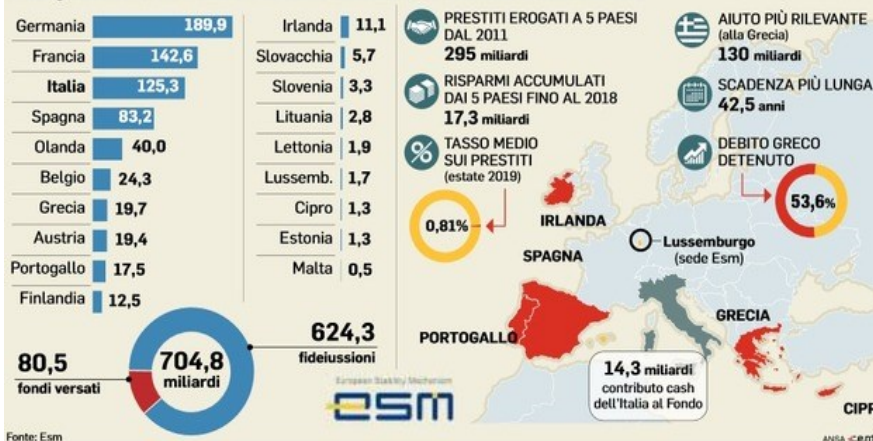 Germania 189,9
Francia 142,6
Italia 125,3
Spagna 83,2
Olanda 40,0
Belgio 24,3
Grecia 19,7
Austria 19,4
Portogallo 17,5
Finlandia 12,5
Irlanda 11,1
Slovacchia 5,7
Slovenia 3,3
Lituania 2,8
Lettonia 1,9
Lussemb. 1,7
Cipro 1,3
Estonia 1,3
Malta 0,5
80,5
fondi versati
704,8
miliardi
624,3
fideiussioni
European Stability Mechanism
esm
PRESTITI EROGATI A 5 PAESI
DAL 2011
295 miliardi
RISPARMI ACCUMULATI
DAI 5 PAESI FINO AL 2018
17,3 miliardi
%
TASSO MEDIO
SUI PRESTITI
(estate 2019)
0,81%
AIUTO PIÙ RILEVANTE
(alla Grecia)
130 miliardi
SCADENZA PIÙ LUNGA
42,5 anni
DEBITO GRECO
DETENUTO
53,6%
IRLANDA
Lussemburgo
(sede Esm)
SPAGNA
PORTOGALLO
GRECIA
14,3 miliardi
contributo cash
dell'Italia al Fondo
CIPR
Fonte: Esm
ANSA